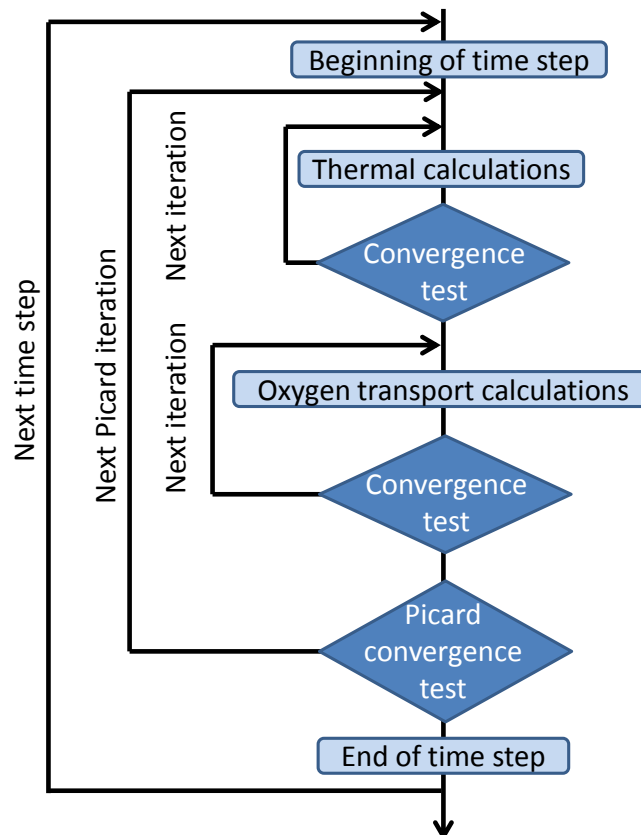 Beginning of time step
Next iteration
Thermal calculations
Convergence
test
Next time step
Next Picard iteration
Next iteration
Oxygen transport calculations
Convergence
test
Picard
convergence
test
End of time step